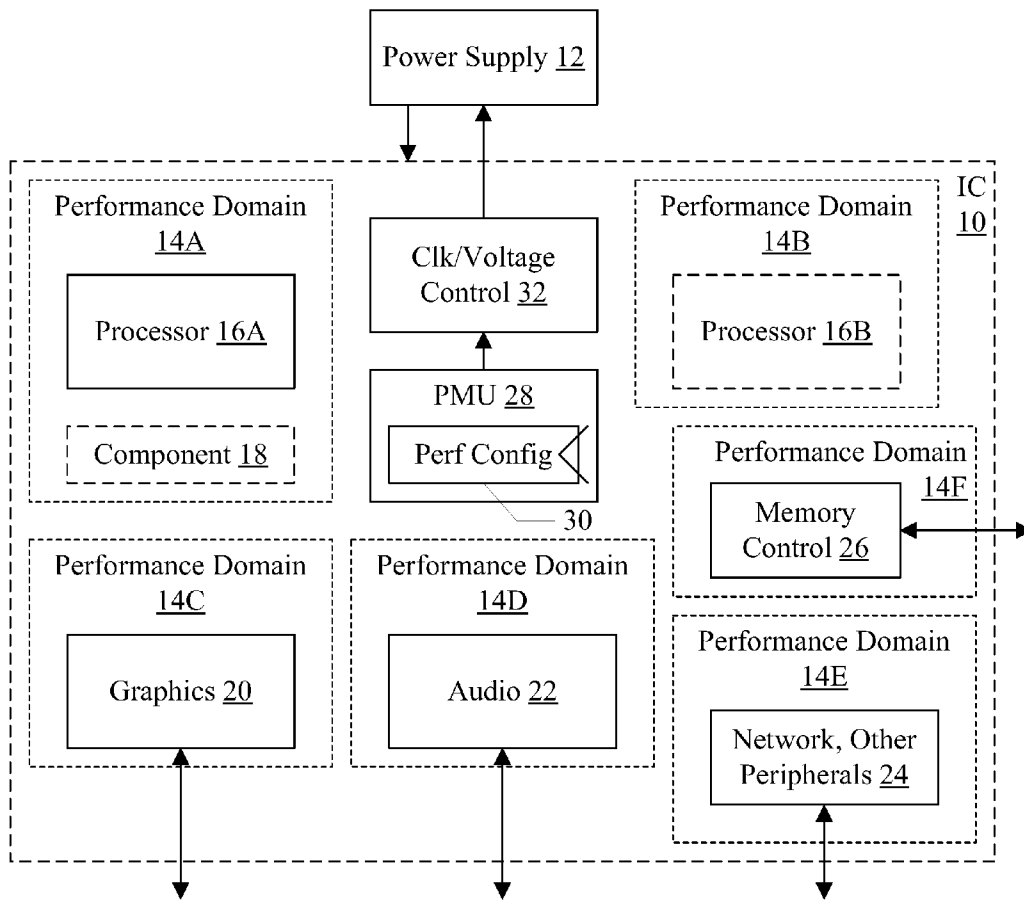 Power Supply 12
IC
10
Performance Domain
14A
Processor 16A
Component 18
Clk/Voltage
Control 32
PMU 28
Perf Config
30
Performance Domain
14B
Processor 16B
Performance Domain
14F
Memory
Control 26
Performance Domain
14C
Graphics 20
Performance Domain
14D
Audio 22
Performance Domain
14E
Network, Other
Peripherals 24